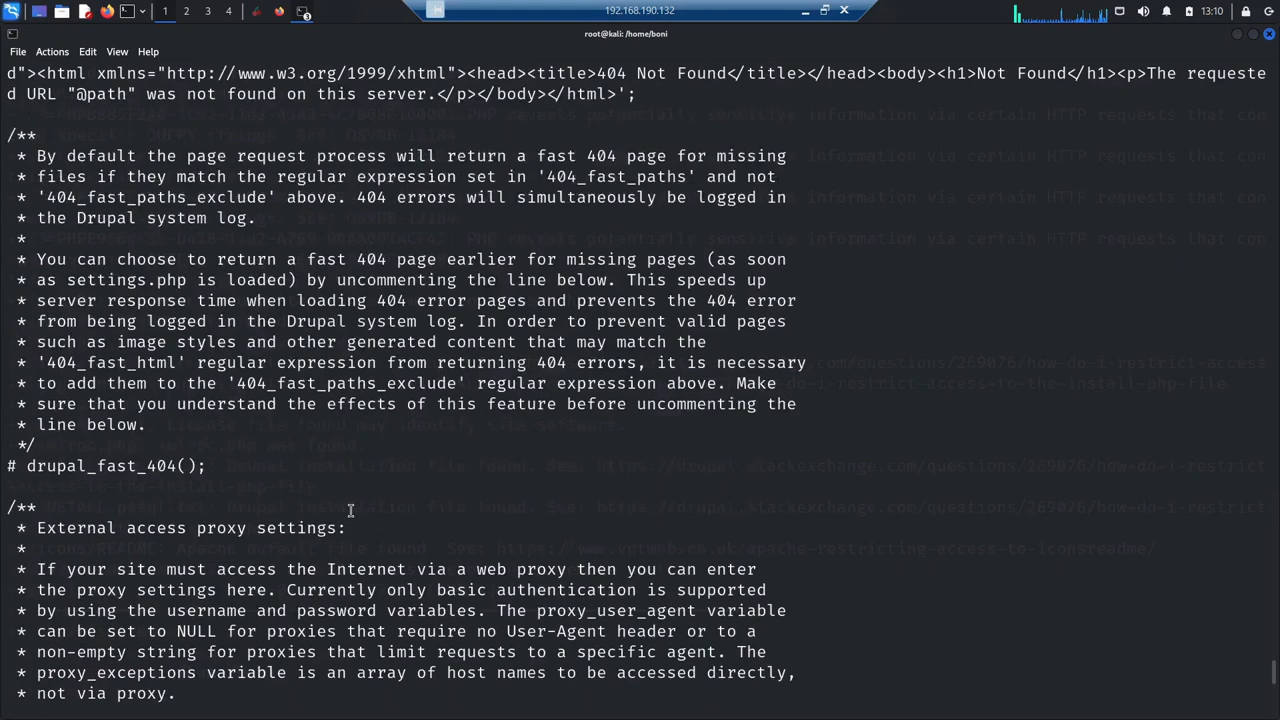 1 2 3 4 3 192.168.190.132 13:10
root@kali: /home/boni
File Actions Edit View Help
d"><html xmlns="http://www.w3.org/1999/xhtml"><head><title>404 Not Found</title></head><body><h1>Not Found</h1><p>The requeste
d URL "@path" was not found on this server.</p></body></html>';
/**
* By default the page request process will return a fast 404 page for missing
* files if they match the regular expression set in '404_fast_paths' and not
* '404_fast_paths_exclude' above. 404 errors will simultaneously be logged in
* the Drupal system log.
*
* You can choose to return a fast 404 page earlier for missing pages (as soon
* as settings.php is loaded) by uncommenting the line below. This speeds up
* server response time when loading 404 error pages and prevents the 404 error
* from being logged in the Drupal system log. In order to prevent valid pages
* such as image styles and other generated content that may match the
* '404_fast_html' regular expression from returning 404 errors, it is necessary
* to add them to the '404_fast_paths_exclude' regular expression above. Make
* sure that you understand the effects of this feature before uncommenting the
* line below.
*/
# drupal_fast_404();
/**
* External access proxy settings:
*
* If your site must access the Internet via a web proxy then you can enter
* the proxy settings here. Currently only basic authentication is supported
* by using the username and password variables. The proxy_user_agent variable
* can be set to NULL for proxies that require no User-Agent header or to a
* non-empty string for proxies that limit requests to a specific agent. The
* proxy_exceptions variable is an array of host names to be accessed directly,
* not via proxy.